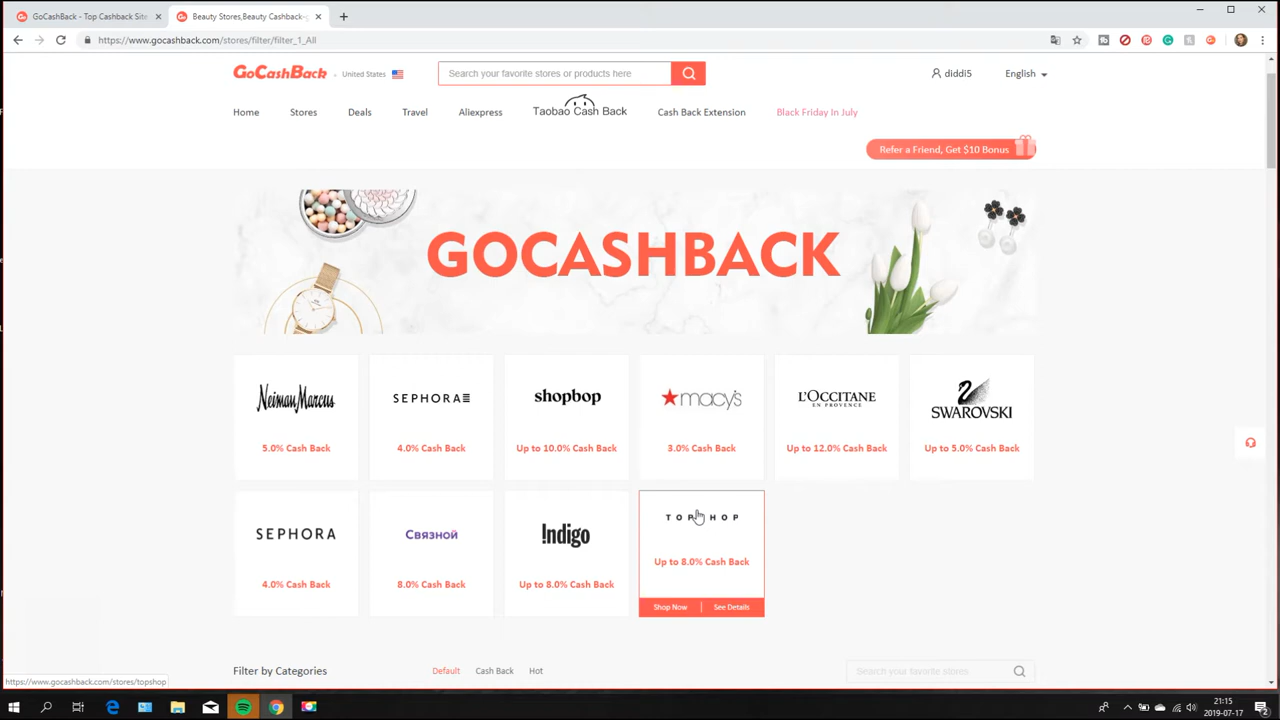 GoCashBack - Top Cashback Site
Beauty Stores,Beauty Cashback-
https://www.gocashback.com/stores/filter/filter_1_All
GoCashBack
United States
Search your favorite stores or products here
diddi5
English
Home
Stores
Deals
Travel
Aliexpress
Taobao Cash Back
Cash Back Extension
Black Friday In July
Refer a Friend, Get $10 Bonus
GOCASHBACK
Neiman Marcus
SEPHORA
shopbop
macy's
L'OCCITANE
EN PROVENCE
SWAROVSKI
5.0% Cash Back
4.0% Cash Back
Up to 10.0% Cash Back
3.0% Cash Back
Up to 12.0% Cash Back
Up to 5.0% Cash Back
SEPHORA
Связной
!ndigo
TOPSHOP
4.0% Cash Back
8.0% Cash Back
Up to 8.0% Cash Back
Up to 8.0% Cash Back
Shop Now
See Details
Filter by Categories
Default
Cash Back
Hot
Search your favorite stores
https://www.gocashback.com/stores/topshop
21:15
2019-07-17